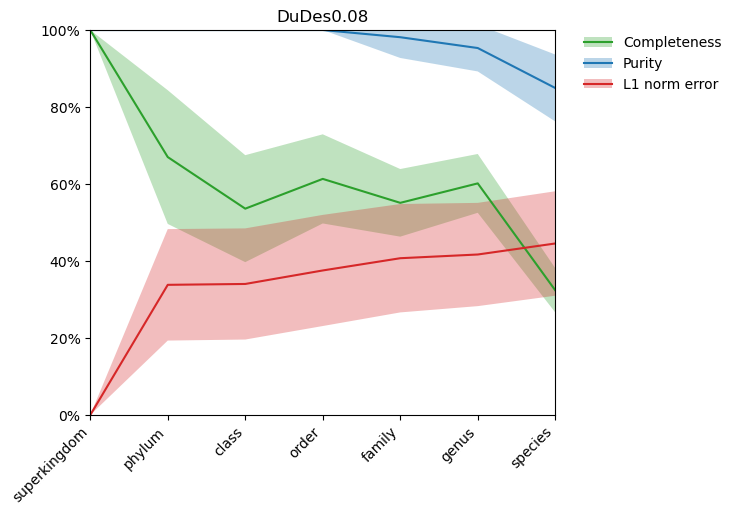 DuDes0.08
100%
80%
60%
40%
20%
0%
superkingdom
phylum
class
order
family
genus
species
Completeness
Purity
L1 norm error